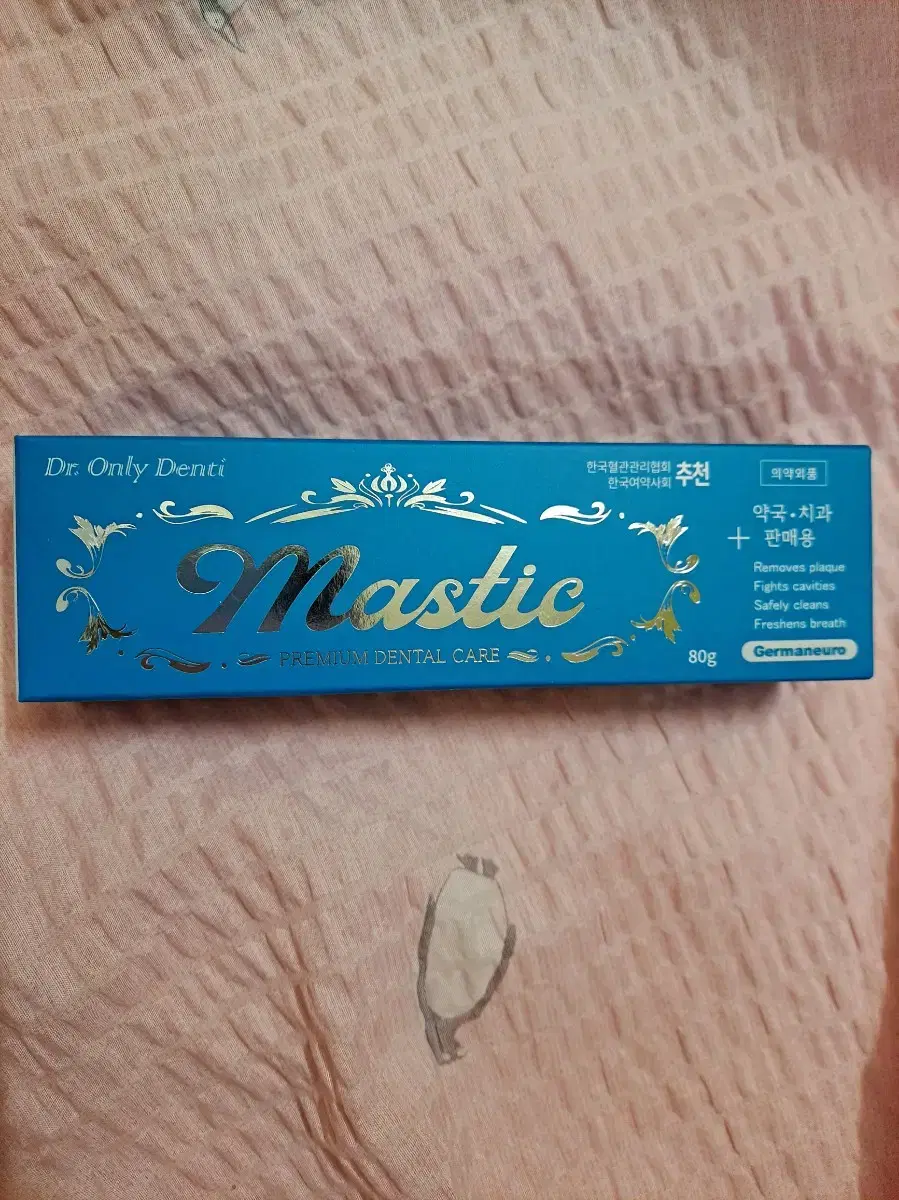 Dr. Only Denti
한국혈관관리협회
한국여약사회
추천
의약외품
Mastic
PREMIUM DENTAL CARE
80g
약국·치과
+ 판매용
Removes plaque
Fights cavities
Safely cleans
Freshens breath
Germaneuro